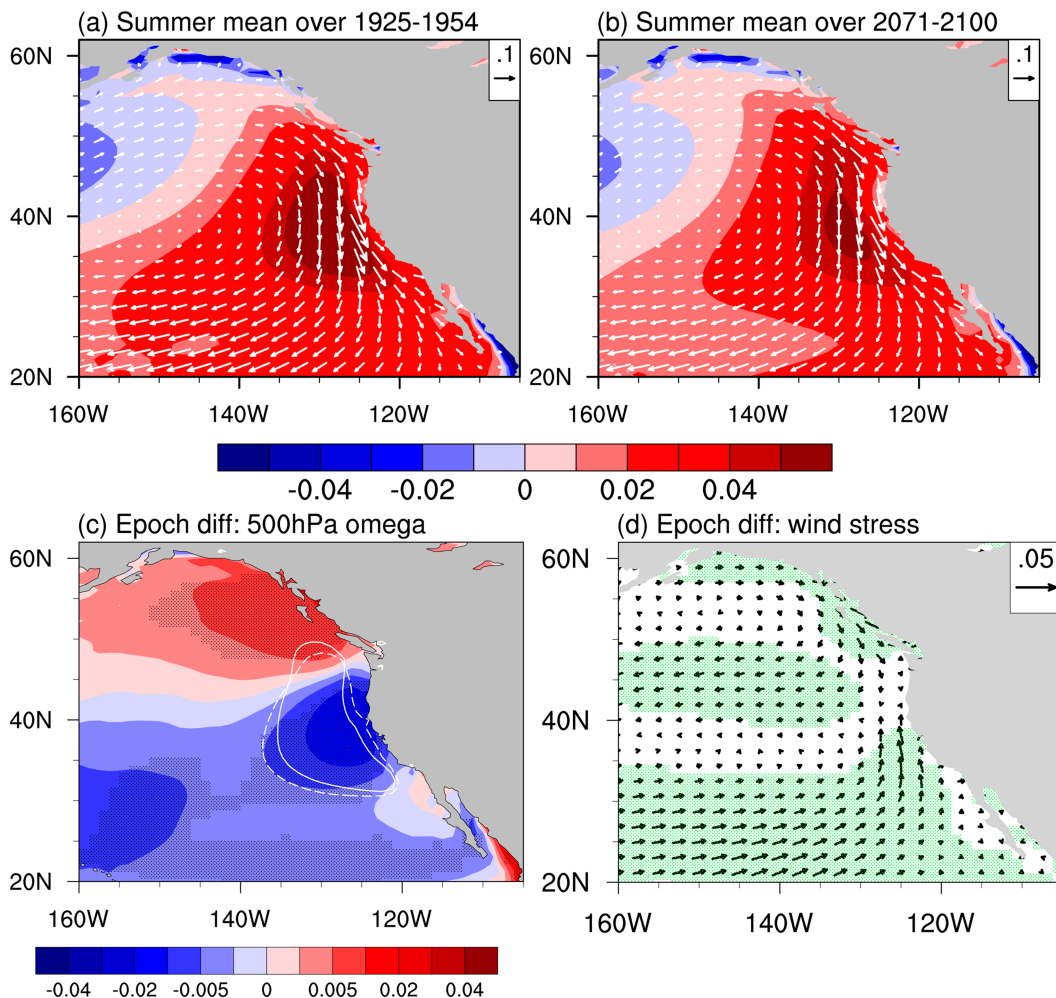 (a) Summer mean over 1925-1954
(b) Summer mean over 2071-2100
60N
.1
60N
.1
40N
40N
20N
20N
160W 140W 120W
160W 140W 120W
-0.04 -0.02 0 0.02 0.04
(c) Epoch diff: 500hPa omega
(d) Epoch diff: wind stress
60N
60N
.05
40N
40N
20N
20N
160W 140W 120W
160W 140W 120W
-0.04 -0.02 -0.005 0 0.005 0.02 0.04